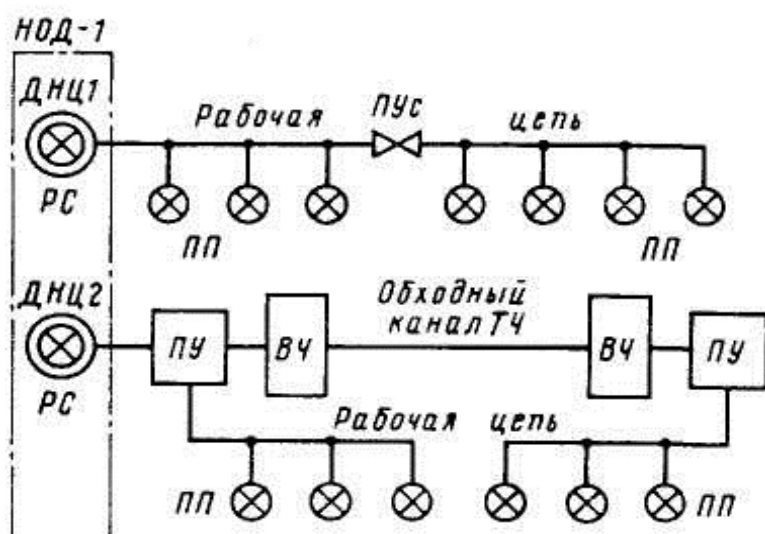 НОД-1
ДНЦ1
Рабочая
ПУс
цепь
РС
ПП
ПП
ДНЦ2
Обходный
канал ТЧ
ПУ
ВЧ
ВЧ
ПУ
РС
Рабочая
цепь
ПП
ПП